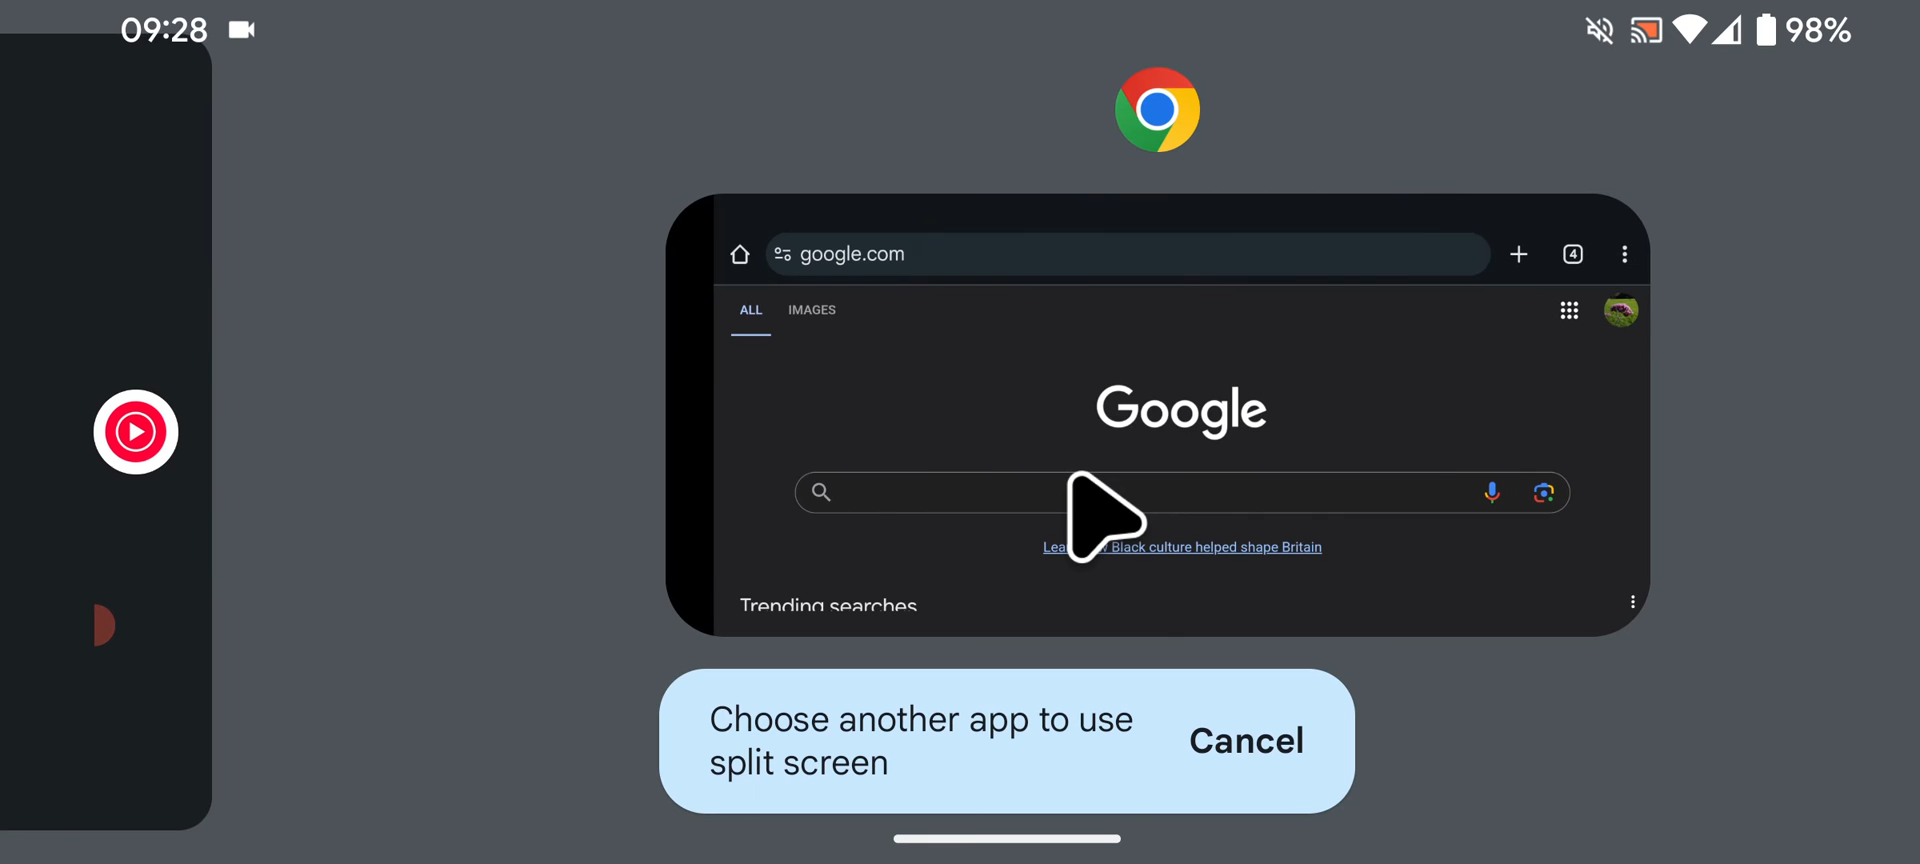 09:28
98%
google.com
4
ALL IMAGES
Google
Black culture helped shape Britain
Trending searches
Choose another app to use
split screen
Cancel